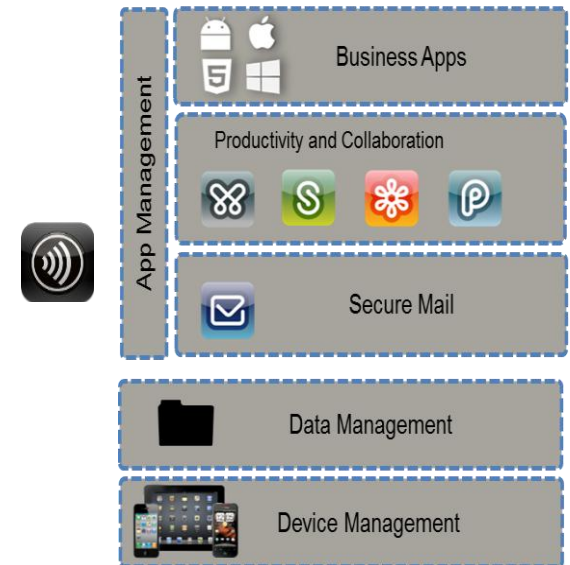 App Management
Business Apps
Productivity and Collaboration
Secure Mail
Data Management
Device Management